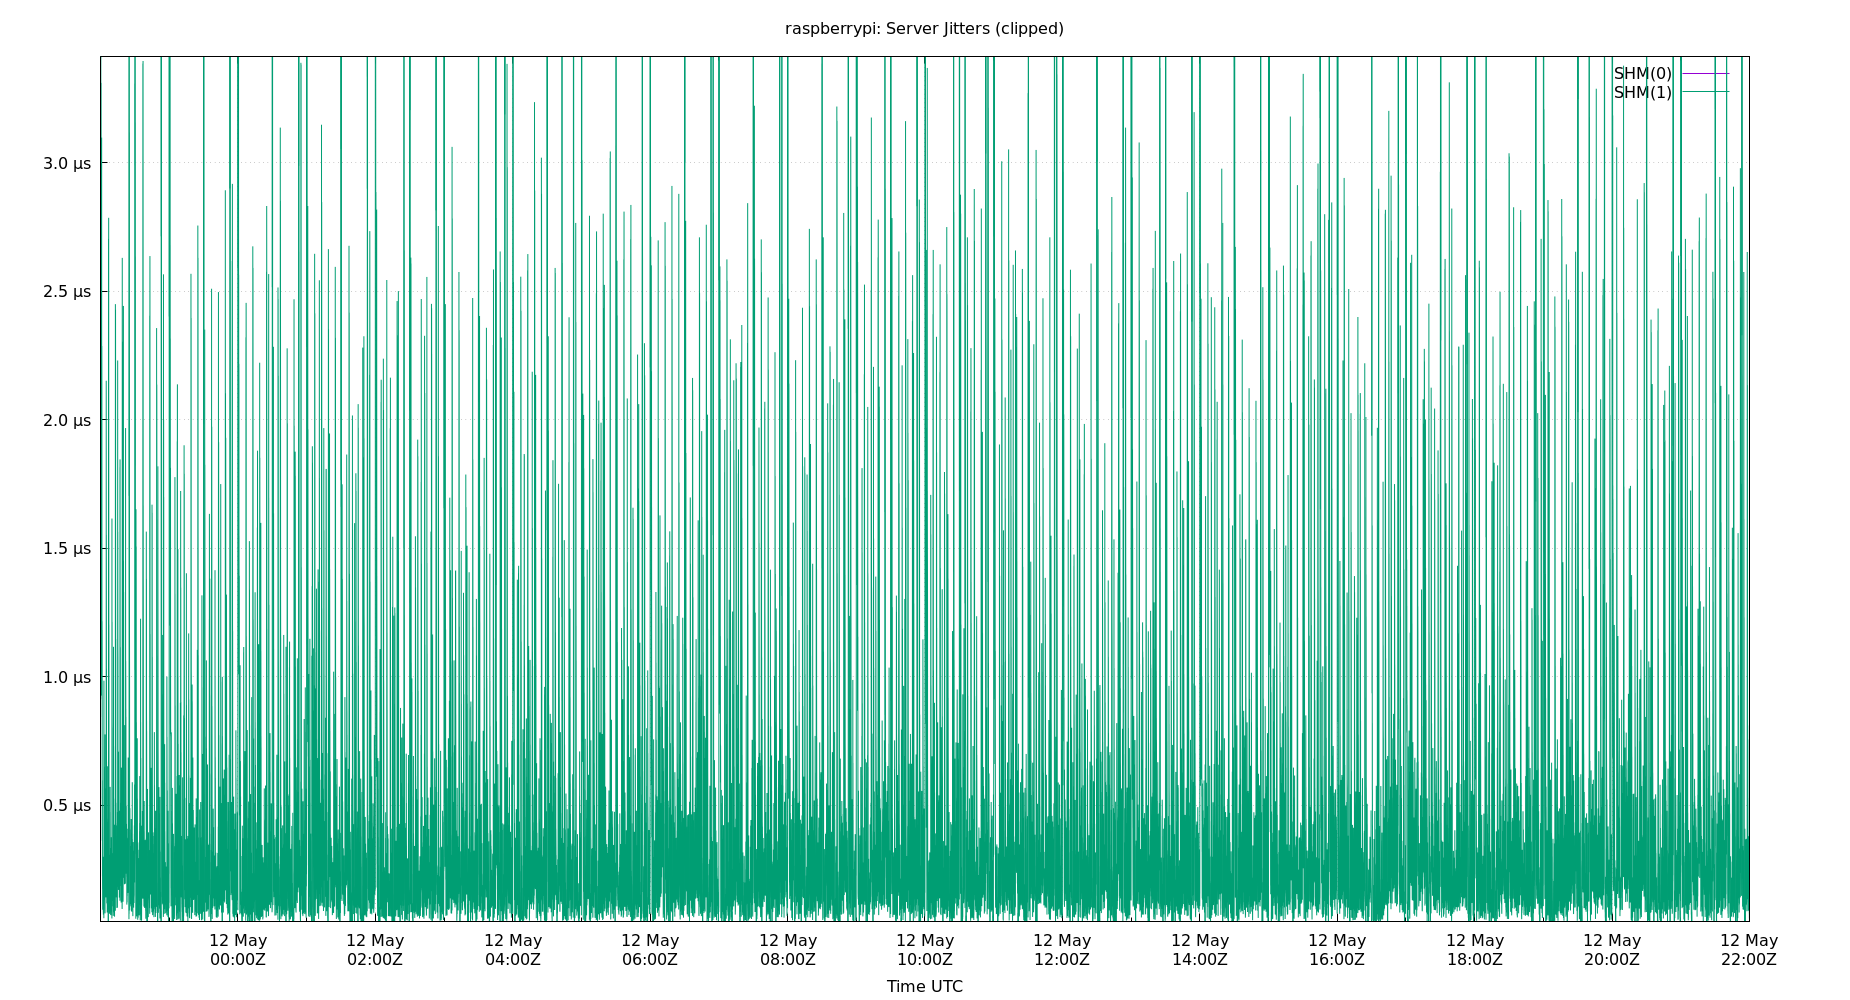 raspberrypi: Server Jitters (clipped)
SHM(0)
SHM(1)
3.0 µs
2.5 µs
2.0 µs
1.5 µs
1.0 µs
0.5 µs
12 May 12 May 12 May 12 May 12 May 12 May 12 May 12 May 12 May 12 May 12 May 12 May
00:00Z 02:00Z 04:00Z 06:00Z 08:00Z 10:00Z 12:00Z 14:00Z 16:00Z 18:00Z 20:00Z 22:00Z
Time UTC